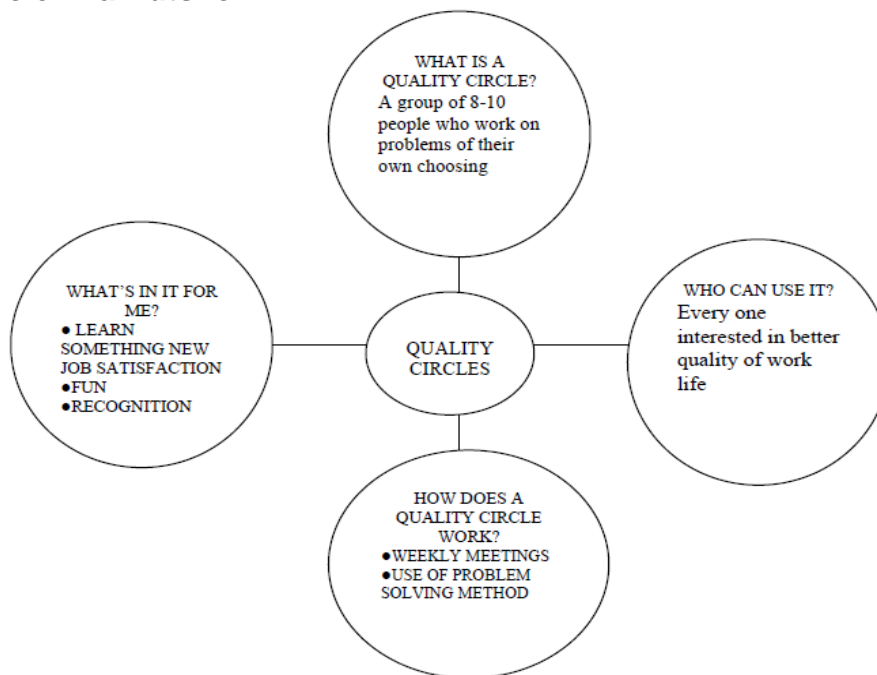 WHAT IS A
QUALITY CIRCLE?
A group of 8-10
people who work on
problems of their
own choosing
WHAT'S IN IT FOR
ME?
● LEARN
SOMETHING NEW
JOB SATISFACTION
●FUN
●RECOGNITION
QUALITY
CIRCLES
WHO CAN USE IT?
Every one
interested in better
quality of work
life
HOW DOES A
QUALITY CIRCLE
WORK?
●WEEKLY MEETINGS
●USE OF PROBLEM
SOLVING METHOD